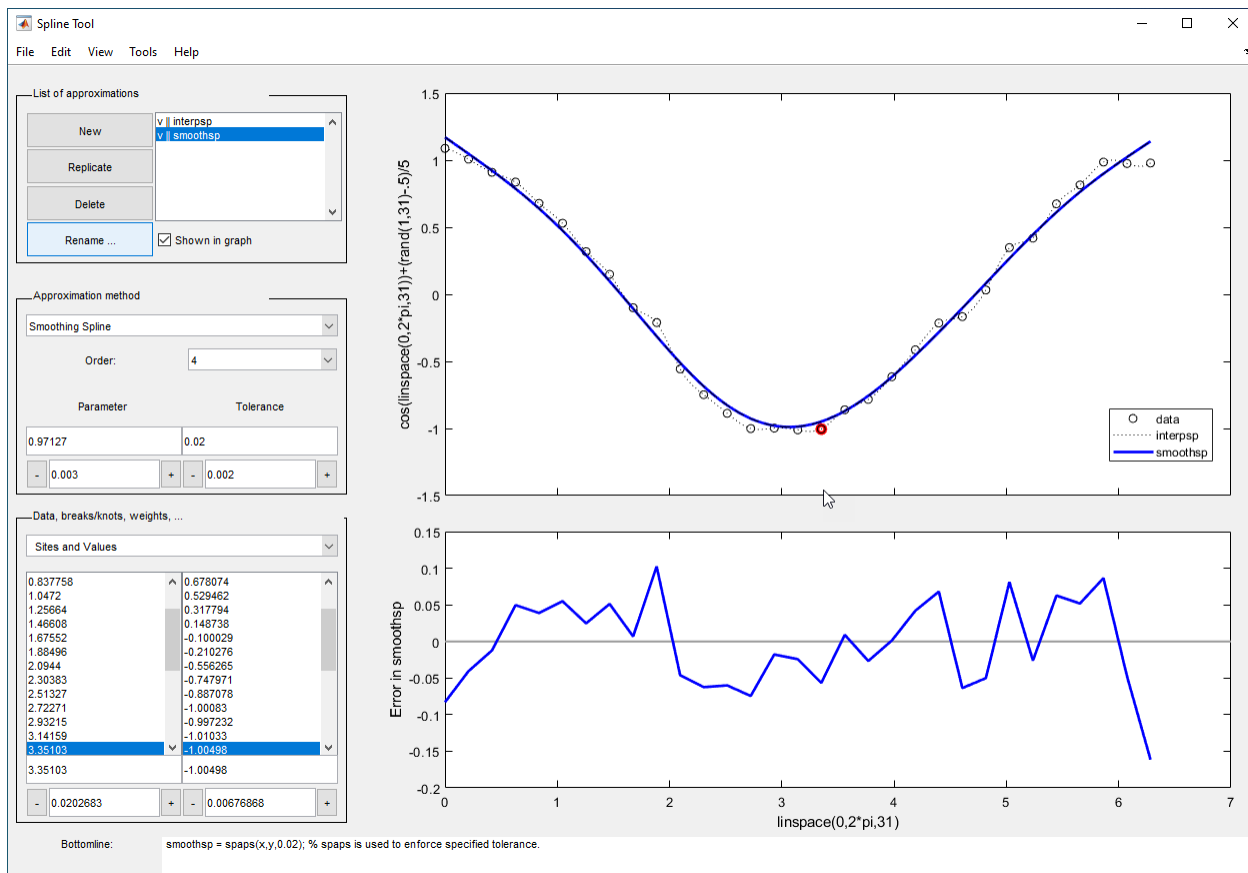 Spline Tool
File Edit View Tools Help
List of approximations
New
Replicate
Delete
Rename ...
v || interpsp
v || smoothsp
Shown in graph
Approximation method
Smoothing Spline
Order: 4
Parameter Tolerance
0.97127 0.02
- 0.003 + - 0.002 +
Data, breaks/knots, weights, ...
Sites and Values
0.837758 0.678074
1.0472 0.529462
1.25664 0.317794
1.46608 0.148738
1.67552 -0.100029
1.88496 -0.210276
2.0944 -0.556265
2.30383 -0.747971
2.51327 -0.887078
2.72271 -1.00083
2.93215 -0.997232
3.14159 -1.01033
3.35103 -1.00498
3.35103 -1.00498
- 0.0202683 + - 0.00676868 +
Bottomline: smoothsp = spaps(x,y,0.02); % spaps is used to enforce specified tolerance.
cos(linspace(0,2*pi,31))+(rand(1,31)-.5)/5
1.5
1
0.5
0
-0.5
-1
-1.5
data
interpsp
smoothsp
Error in smoothsp
0.15
0.1
0.05
0
-0.05
-0.1
-0.15
-0.2
0 1 2 3 4 5 6 7
linspace(0,2*pi,31)